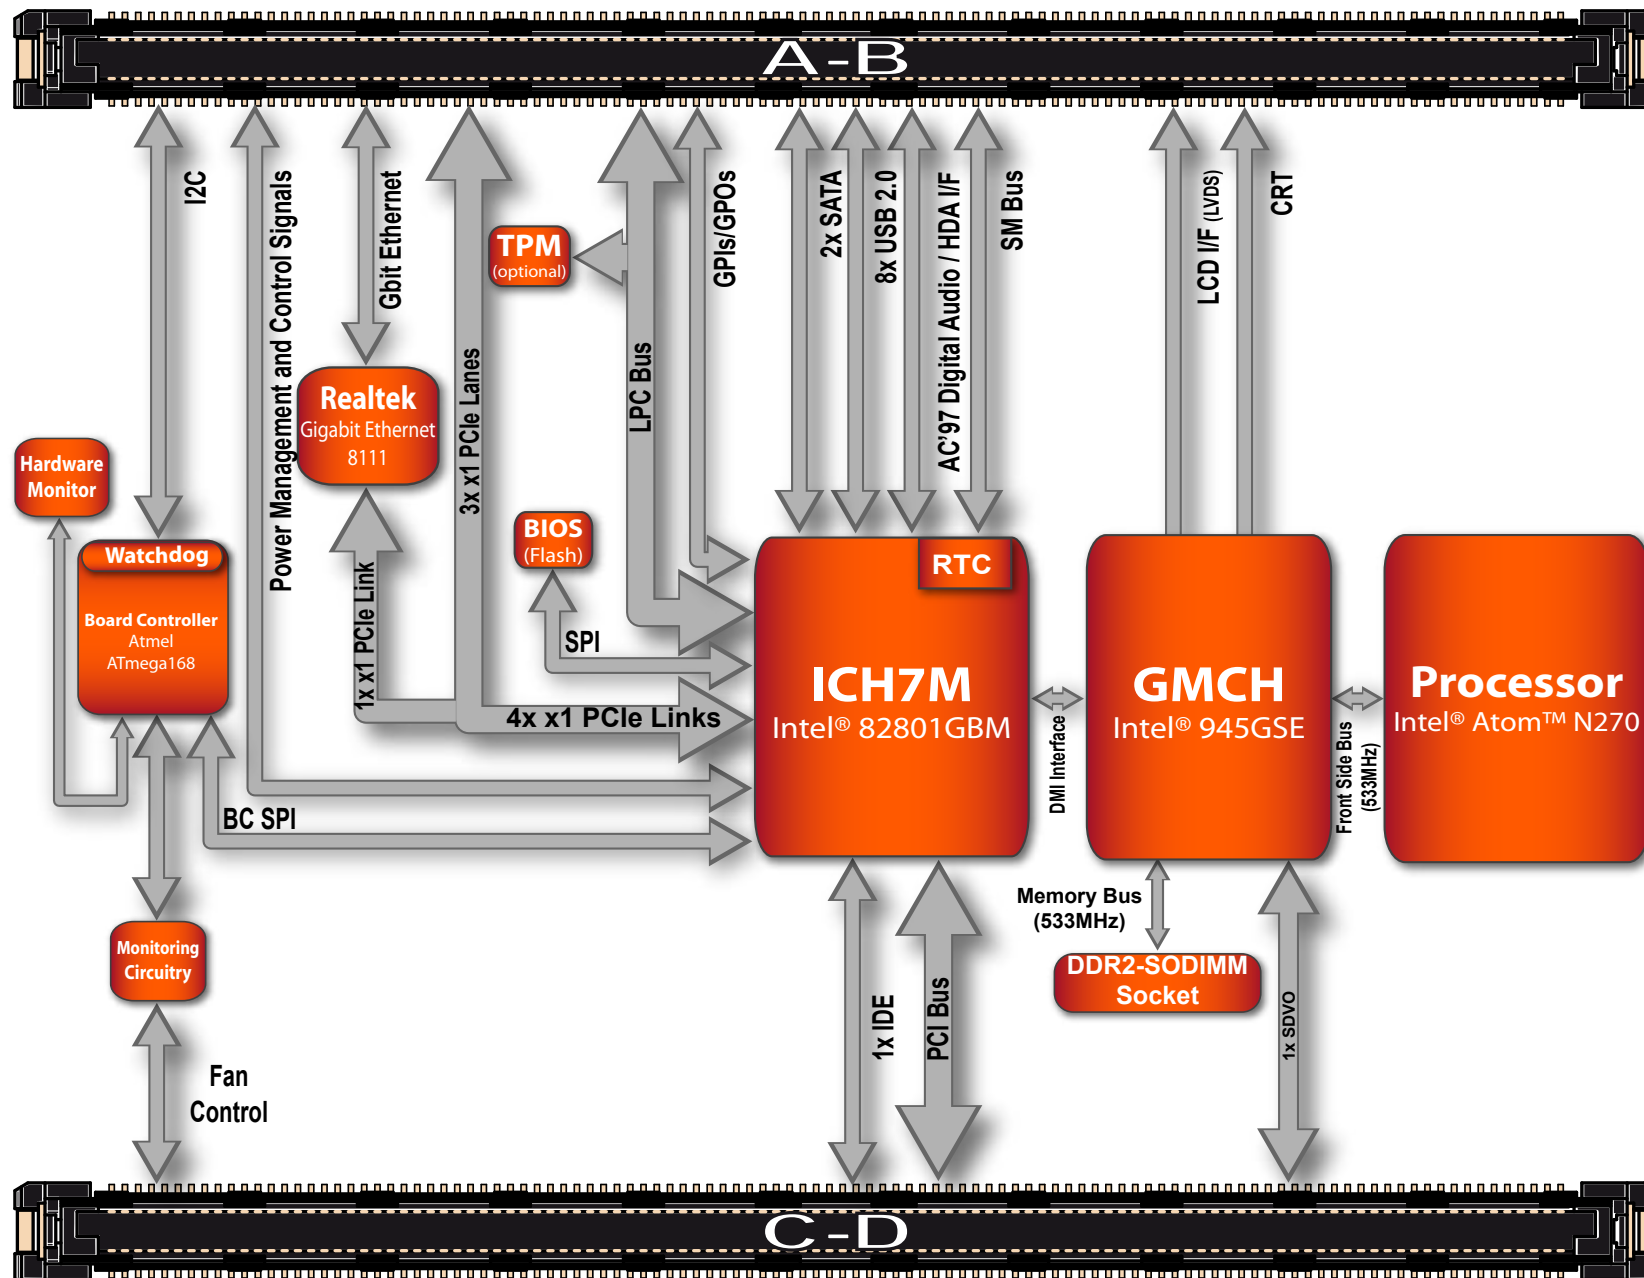 A-B
I2C
Power Management and Control Signals
Gbit Ethernet
3x x1 PCIe Lanes
TPM
(optional)
LPC Bus
GPIs/GPOs
2x SATA
8x USB 2.0
AC'97 Digital Audio / HDA I/F
SM Bus
LCD I/F (LVDS)
CRT
Realtek
Gigabit Ethernet
8111
Hardware
Monitor
Watchdog
Board Controller
Atmel
ATmega168
1x x1 PCIe Link
BIOS
(Flash)
SPI
4x x1 PCIe Links
BC SPI
RTC
ICH7M
Intel® 82801GBM
DMI Interface
GMCH
Intel® 945GSE
Front Side Bus
(533MHz)
Processor
Intel® Atom™ N270
Monitoring
Circuitry
Fan
Control
1x IDE
PCI Bus
Memory Bus
(533MHz)
DDR2-SODIMM
Socket
1x SDVO
C-D